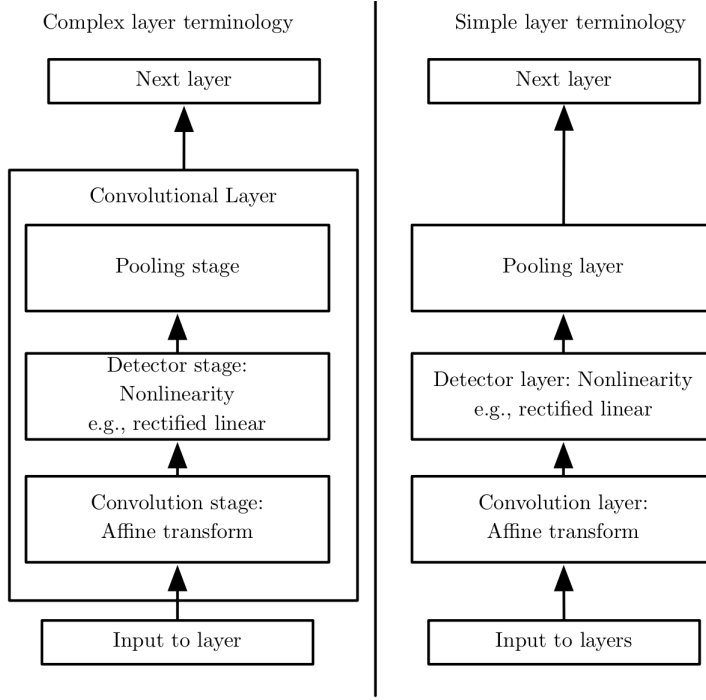 Complex layer terminology
Next layer
Convolutional Layer
Pooling stage
Detector stage:
Nonlinearity
e.g., rectified linear
Convolution stage:
Affine transform
Input to layer
Simple layer terminology
Next layer
Pooling layer
Detector layer: Nonlinearity
e.g., rectified linear
Convolution layer:
Affine transform
Input to layers